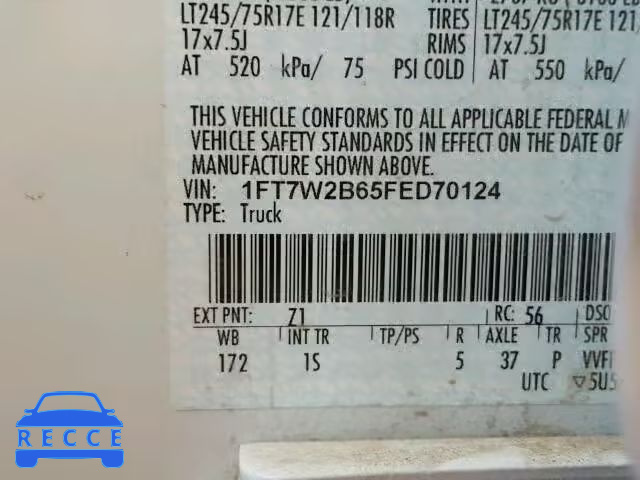 LT245/75R17E 121/118R TIRES LT245/75R17E 121
17x7.5J RIMS 17x7.5J
AT 520 kPa/ 75 PSI COLD AT 550 kPa/
THIS VEHICLE CONFORMS TO ALL APPLICABLE FEDERAL M
VEHICLE SAFETY STANDARDS IN EFFECT ON THE DATE OF
MANUFACTURE SHOWN ABOVE.
VIN: 1FT7W2B65FED70124
TYPE: Truck
EXT PNT: Z1 RC: 56 DSO
WB INT TR TP/PS R AXLE TR SPR
172 1S 5 37 P VVF
UTC ▽5U5
RECCE